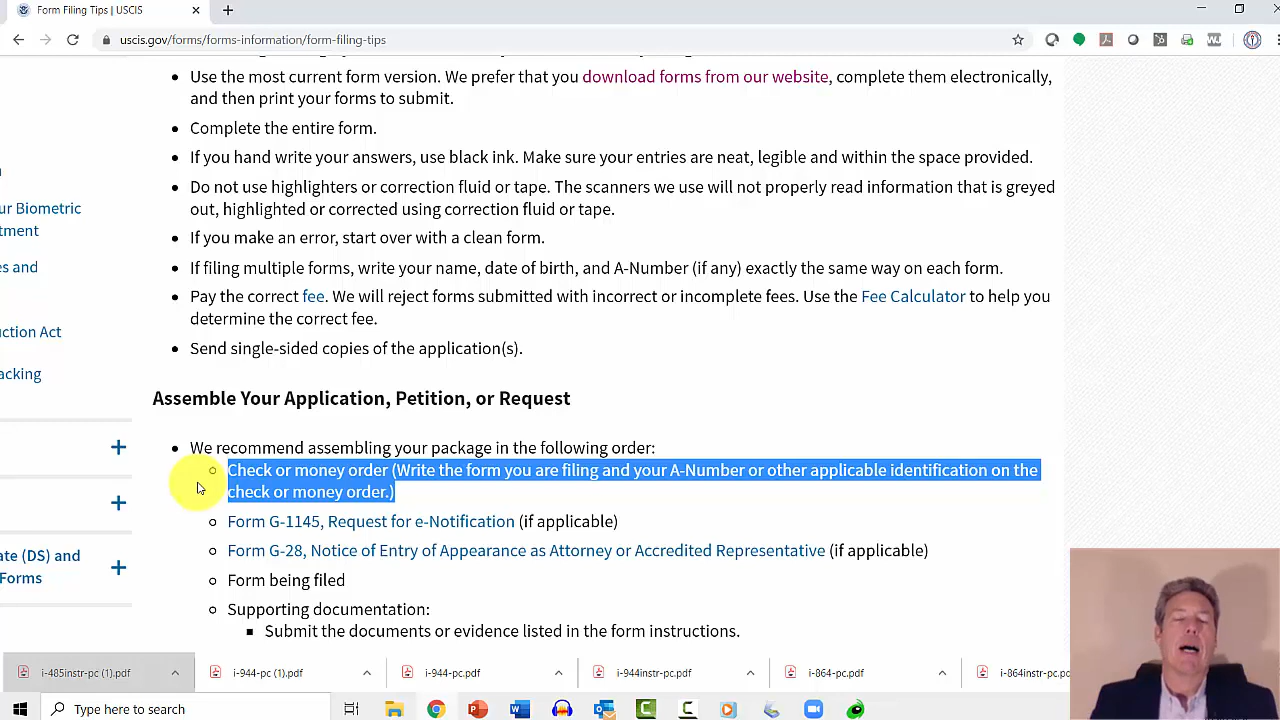 Form Filing Tips | USCIS
uscis.gov/forms/forms-information/form-filing-tips
Use the most current form version. We prefer that you download forms from our website, complete them electronically,
and then print your forms to submit.
Complete the entire form.
If you hand write your answers, use black ink. Make sure your entries are neat, legible and within the space provided.
Do not use highlighters or correction fluid or tape. The scanners we use will not properly read information that is greyed
out, highlighted or corrected using correction fluid or tape.
If you make an error, start over with a clean form.
If filing multiple forms, write your name, date of birth, and A-Number (if any) exactly the same way on each form.
Pay the correct fee. We will reject forms submitted with incorrect or incomplete fees. Use the Fee Calculator to help you
determine the correct fee.
Send single-sided copies of the application(s).
Assemble Your Application, Petition, or Request
We recommend assembling your package in the following order:
Check or money order (Write the form you are filing and your A-Number or other applicable identification on the
check or money order.)
Form G-1145, Request for e-Notification (if applicable)
Form G-28, Notice of Entry of Appearance as Attorney or Accredited Representative (if applicable)
Form being filed
Supporting documentation:
Submit the documents or evidence listed in the form instructions.
ur Biometric
tment
es and
uction Act
acking
ate (DS) and
Forms
i-485instr-pc (1).pdf
i-944-pc (1).pdf
i-944-pc.pdf
i-944instr-pc.pdf
i-864-pc.pdf
i-864instr-pc.pd
Type here to search